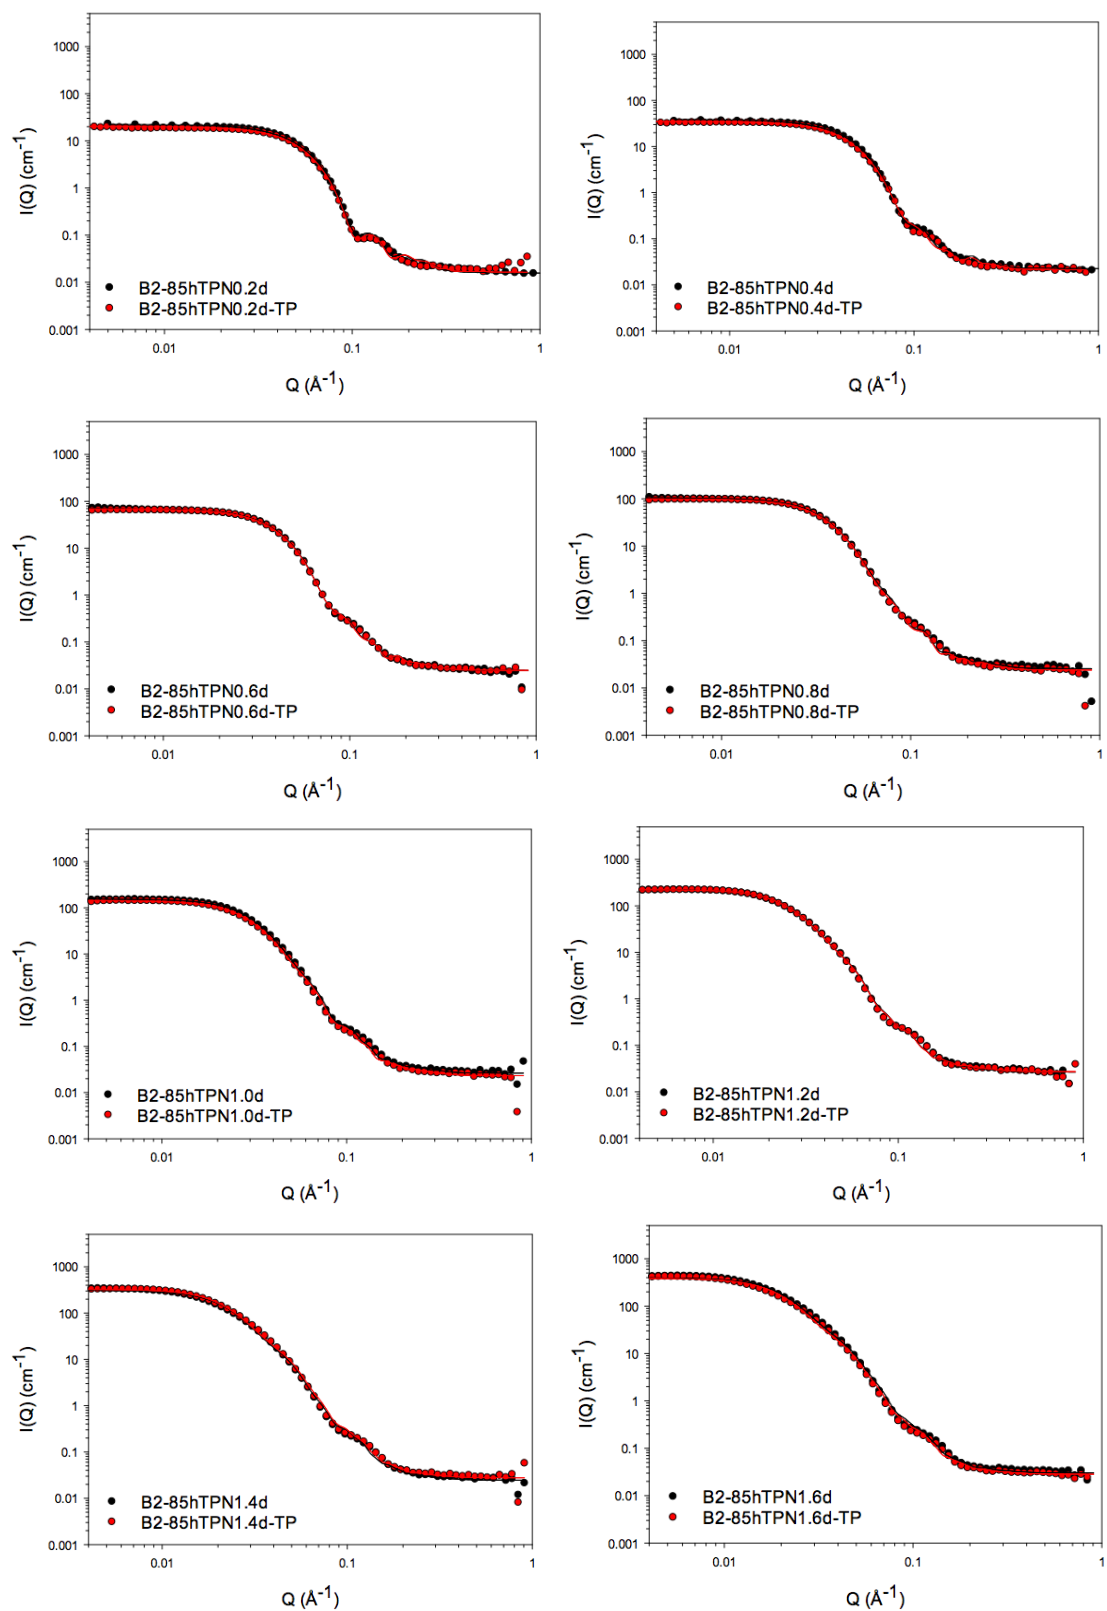 1000
100
10
1
0.1
0.01
0.001
I(Q) (cm⁻¹)
B2-85hTPN0.2d
B2-85hTPN0.2d-TP
0.01 0.1 1
Q (Å⁻¹)
1000
100
10
1
0.1
0.01
0.001
I(Q) (cm⁻¹)
B2-85hTPN0.4d
B2-85hTPN0.4d-TP
0.01 0.1 1
Q (Å⁻¹)
1000
100
10
1
0.1
0.01
0.001
I(Q) (cm⁻¹)
B2-85hTPN0.6d
B2-85hTPN0.6d-TP
0.01 0.1 1
Q (Å⁻¹)
1000
100
10
1
0.1
0.01
0.001
I(Q) (cm⁻¹)
B2-85hTPN0.8d
B2-85hTPN0.8d-TP
0.01 0.1 1
Q (Å⁻¹)
1000
100
10
1
0.1
0.01
0.001
I(Q) (cm⁻¹)
B2-85hTPN1.0d
B2-85hTPN1.0d-TP
0.01 0.1 1
Q (Å⁻¹)
1000
100
10
1
0.1
0.01
0.001
I(Q) (cm⁻¹)
B2-85hTPN1.2d
B2-85hTPN1.2d-TP
0.01 0.1 1
Q (Å⁻¹)
1000
100
10
1
0.1
0.01
0.001
I(Q) (cm⁻¹)
B2-85hTPN1.4d
B2-85hTPN1.4d-TP
0.01 0.1 1
Q (Å⁻¹)
1000
100
10
1
0.1
0.01
0.001
I(Q) (cm⁻¹)
B2-85hTPN1.6d
B2-85hTPN1.6d-TP
0.01 0.1 1
Q (Å⁻¹)